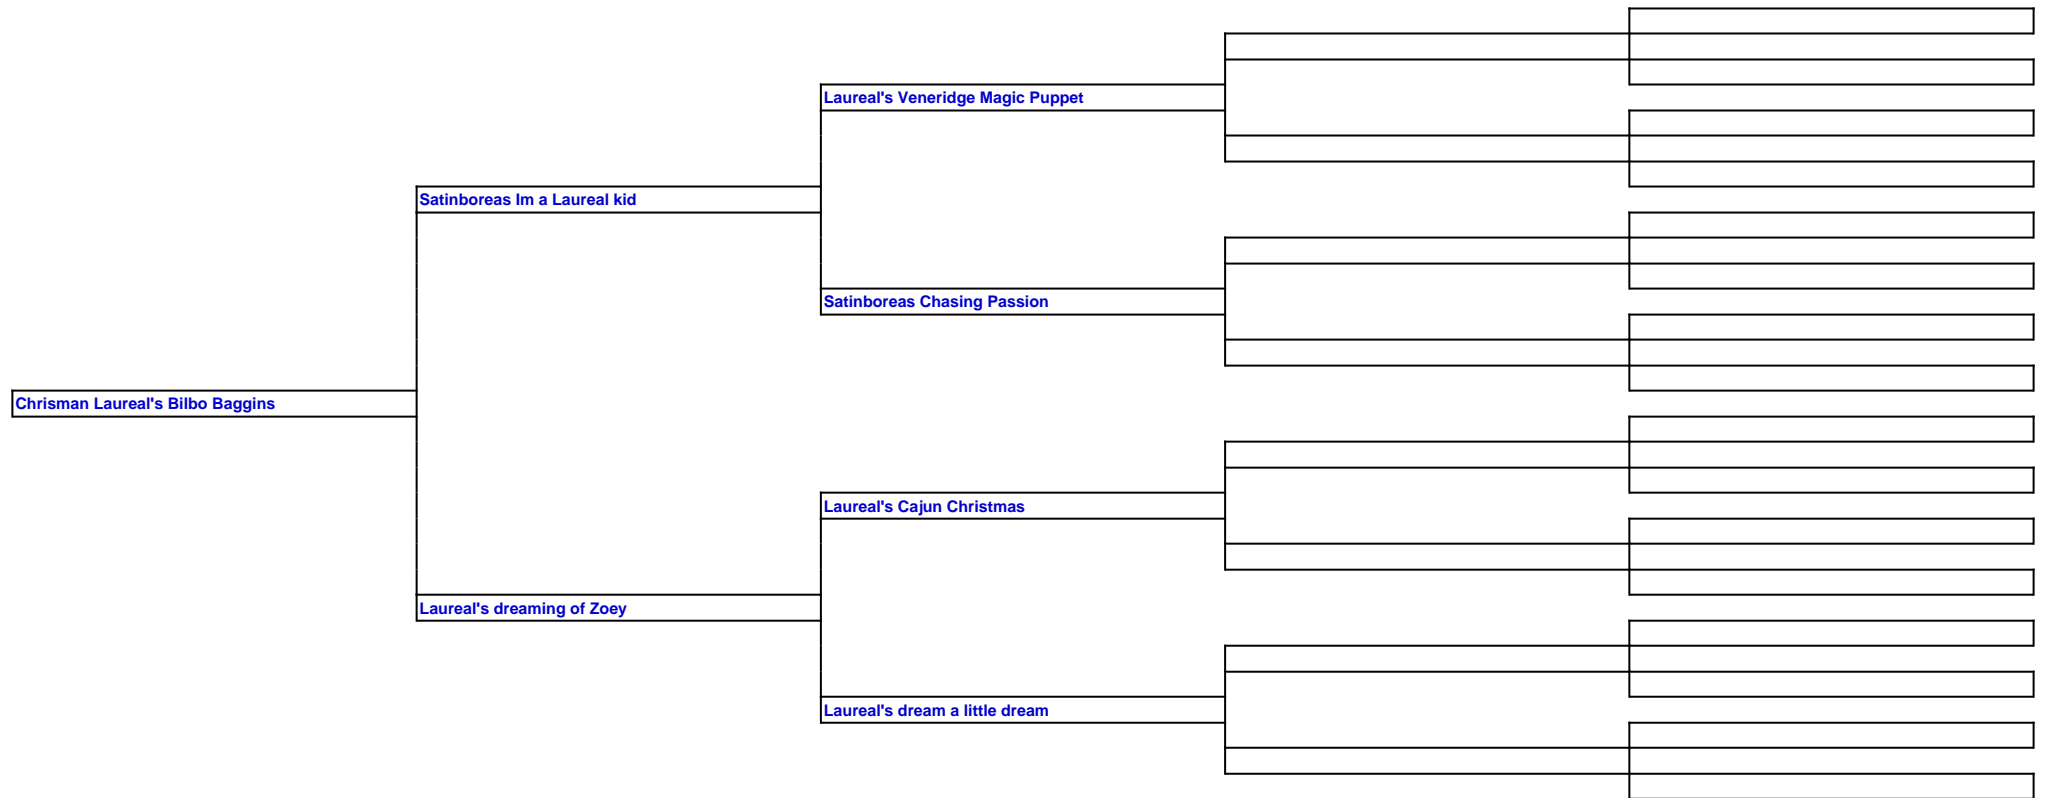 Laureal's Veneridge Magic Puppet
Satinboreas Im a Laureal kid
Satinboreas Chasing Passion
Chrisman Laureal's Bilbo Baggins
Laureal's Cajun Christmas
Laureal's dreaming of Zoey
Laureal's dream a little dream